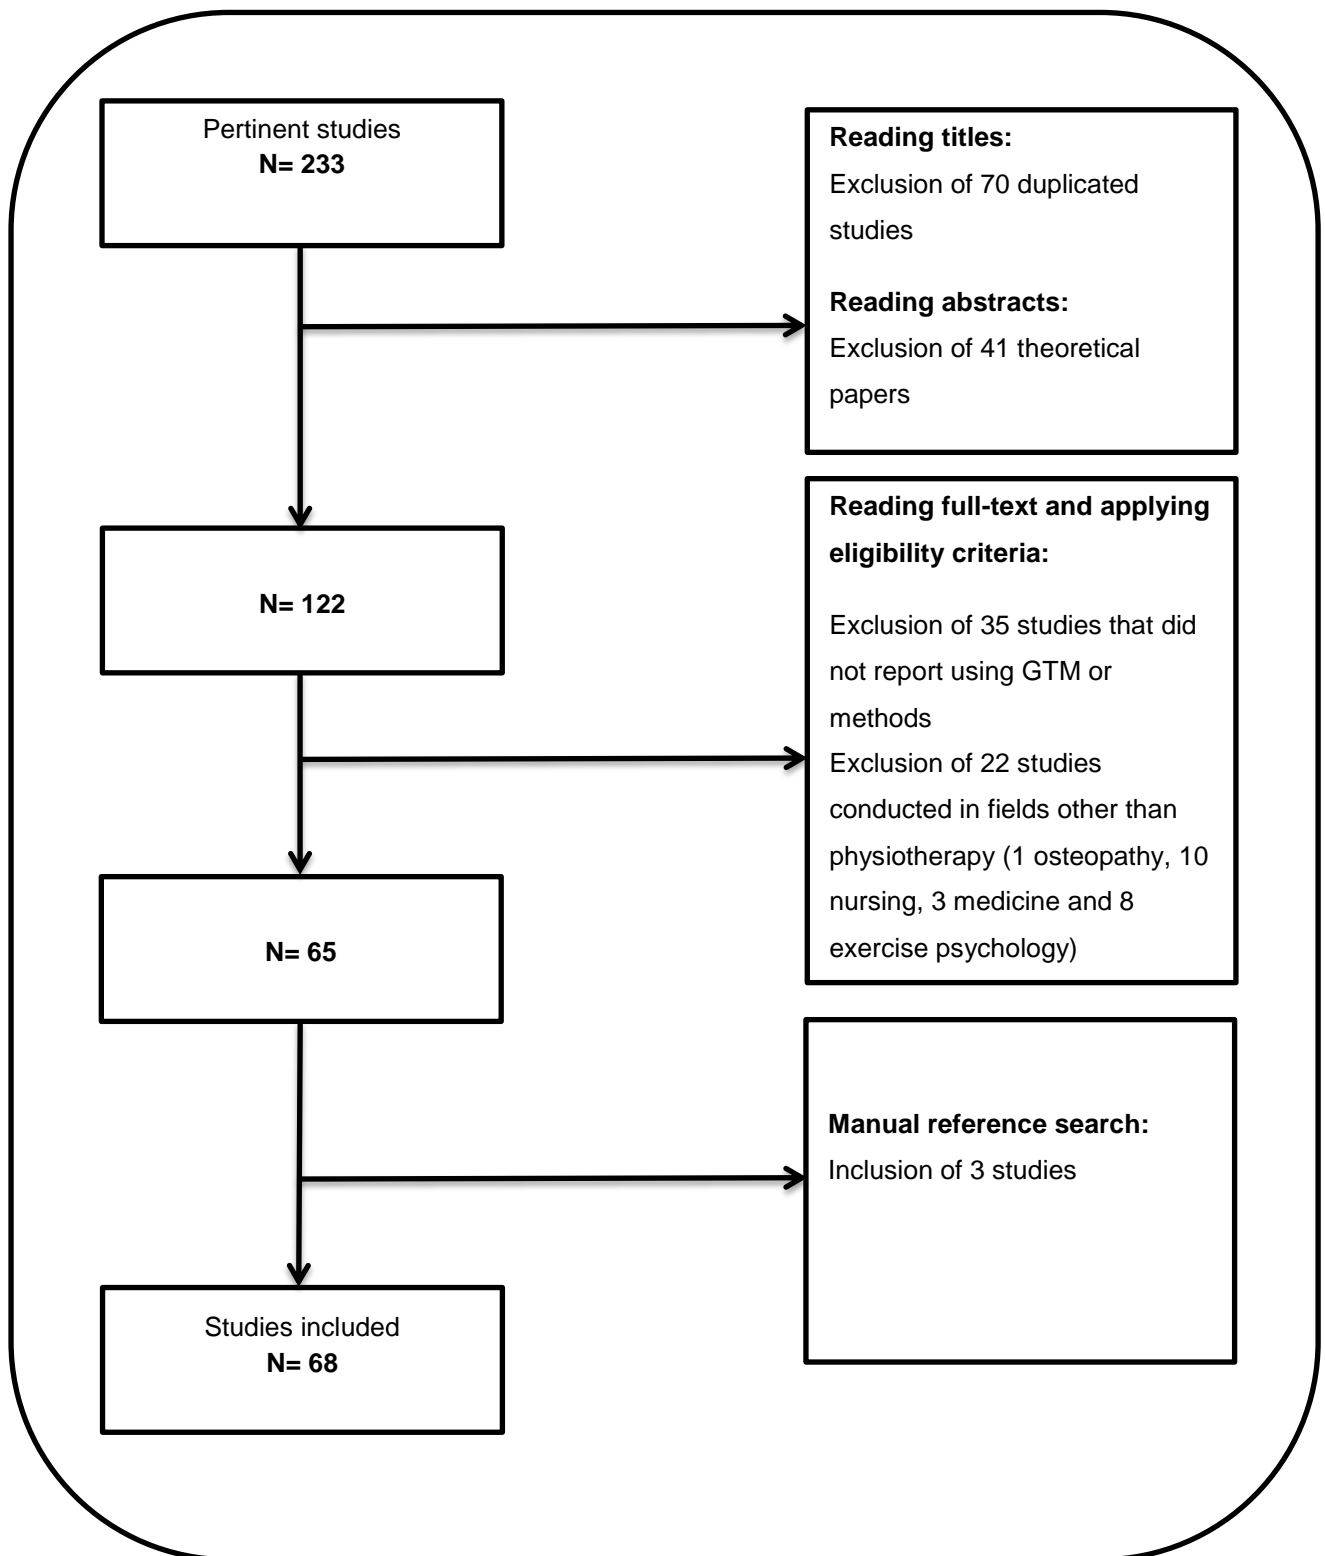 Pertinent studies
N= 233
Reading titles:
Exclusion of 70 duplicated
studies
Reading abstracts:
Exclusion of 41 theoretical
papers
N= 122
Reading full-text and applying
eligibility criteria:
Exclusion of 35 studies that did
not report using GTM or
methods
Exclusion of 22 studies
conducted in fields other than
physiotherapy (1 osteopathy, 10
nursing, 3 medicine and 8
exercise psychology)
N= 65
Manual reference search:
Inclusion of 3 studies
Studies included
N= 68